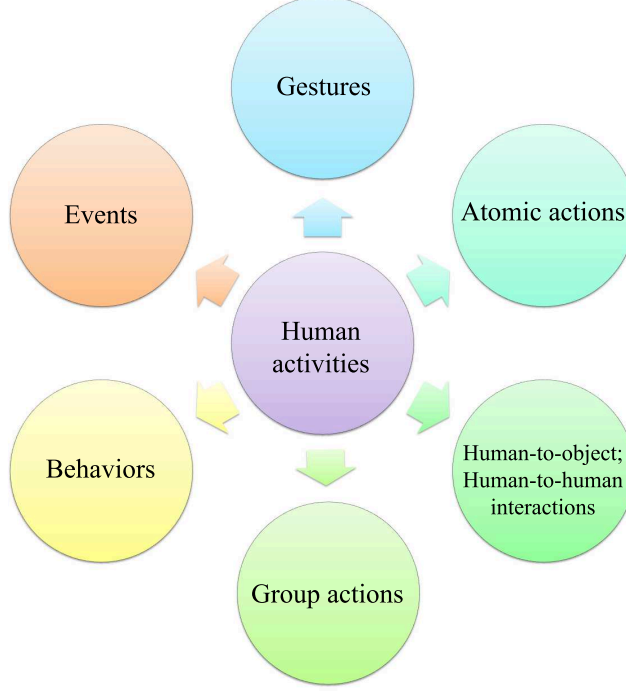 Gestures
Events
Atomic actions
Human
activities
Behaviors
Human-to-object;
Human-to-human
interactions
Group actions